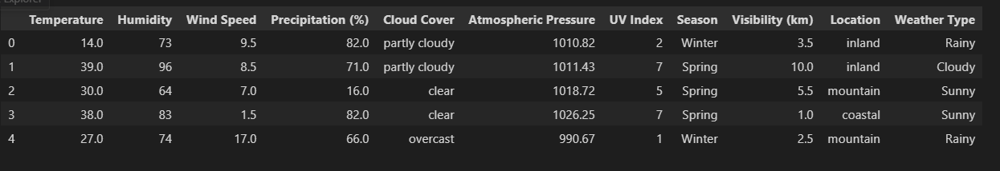 Explorer
Temperature Humidity Wind Speed Precipitation (%) Cloud Cover Atmospheric Pressure UV Index Season Visibility (km) Location Weather Type
0 14.0 73 9.5 82.0 partly cloudy 1010.82 2 Winter 3.5 inland Rainy
1 39.0 96 8.5 71.0 partly cloudy 1011.43 7 Spring 10.0 inland Cloudy
2 30.0 64 7.0 16.0 clear 1018.72 5 Spring 5.5 mountain Sunny
3 38.0 83 1.5 82.0 clear 1026.25 7 Spring 1.0 coastal Sunny
4 27.0 74 17.0 66.0 overcast 990.67 1 Winter 2.5 mountain Rainy